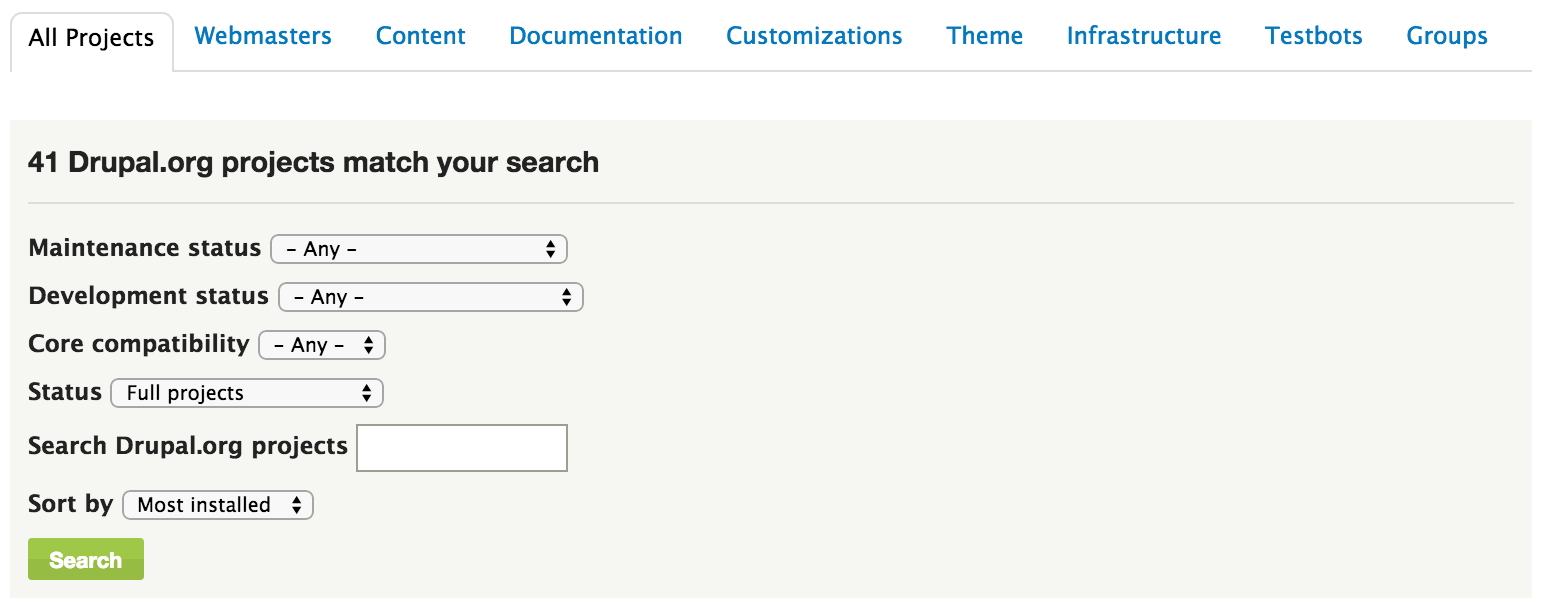 All Projects Webmasters Content Documentation Customizations Theme Infrastructure Testbots Groups
41 Drupal.org projects match your search
Maintenance status – Any –
Development status – Any –
Core compatibility – Any –
Status Full projects
Search Drupal.org projects
Sort by Most installed
Search